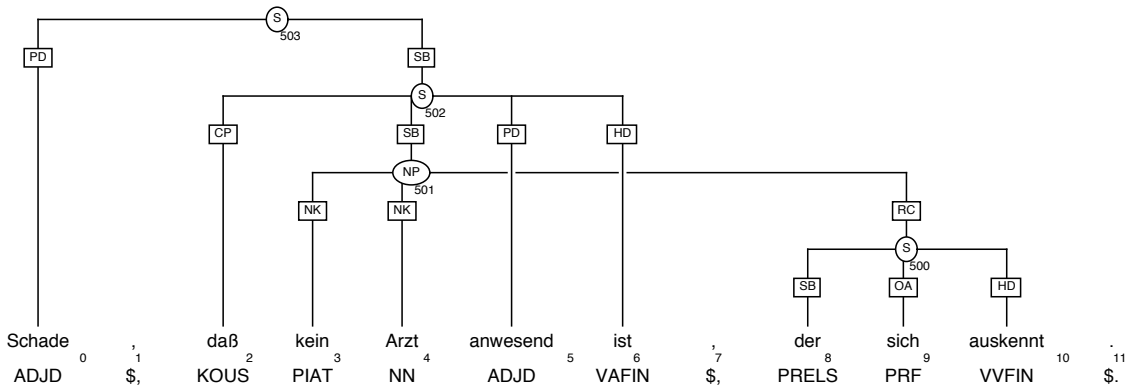 S
503
PD SB
S
502
CP SB PD HD
NP
501
NK NK RC
S
500
SB OA HD
Schade , daß kein Arzt anwesend ist , der sich auskennt .
0 1 2 3 4 5 6 7 8 9 10 11
ADJD $, KOUS PIAT NN ADJD VAFIN $, PRELS PRF VVFIN $.